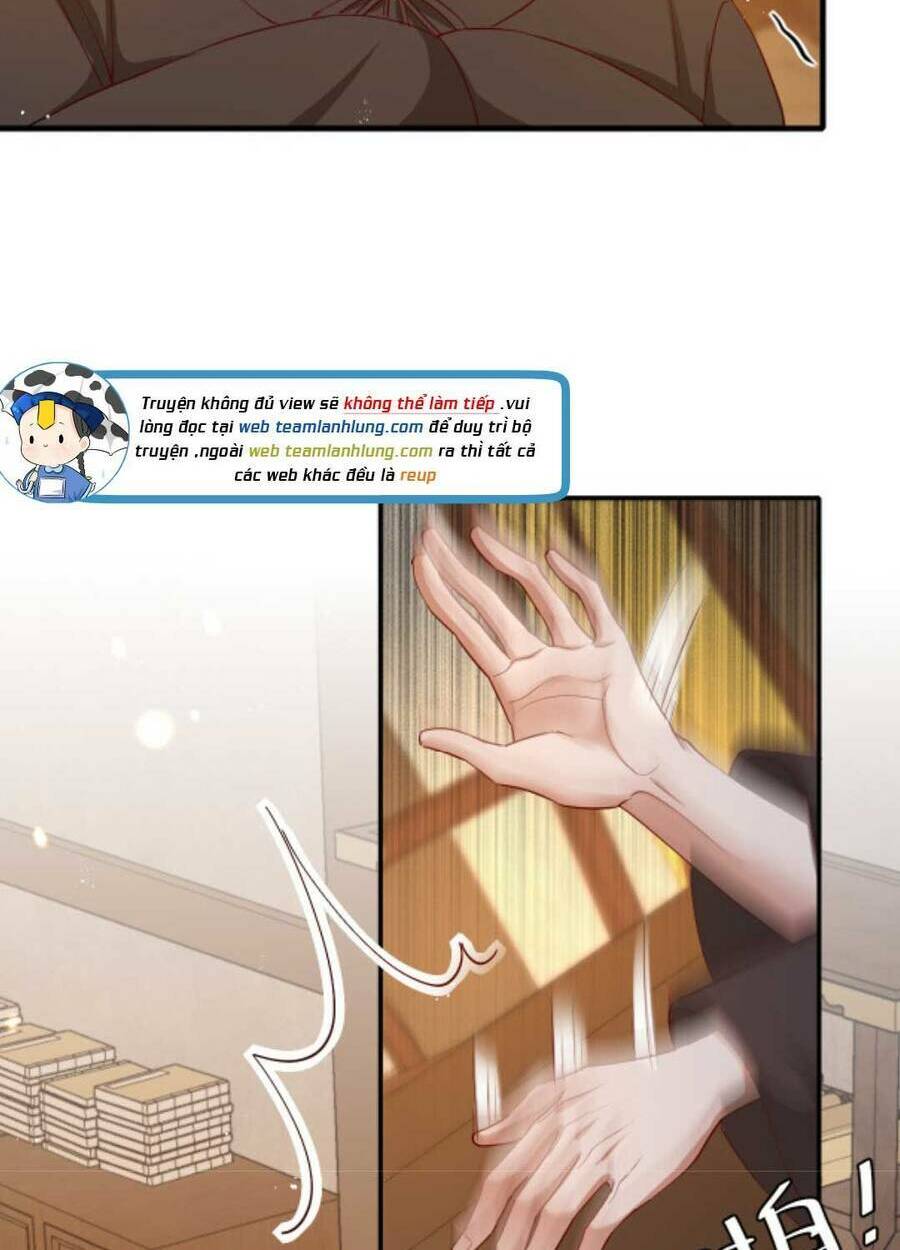 Truyện không đủ view sẽ không thể làm tiếp .vui
lòng đọc tại web teamlanhlung.com để duy trì bộ
truyện ,ngoài web teamlanhlung.com ra thì tất cả
các web khác đều là reup
啪!